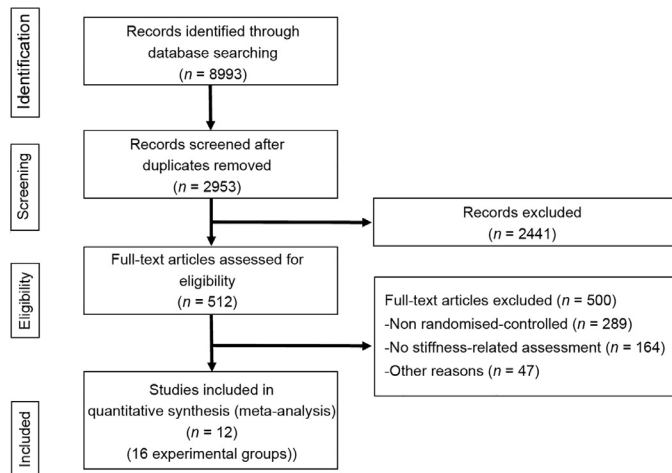 Identification
Records identified through
database searching
(n = 8993)
Screening
Records screened after
duplicates removed
(n = 2953)
Records excluded
(n = 2441)
Eligibility
Full-text articles assessed for
eligibility
(n = 512)
Full-text articles excluded (n = 500)
-Non randomised-controlled (n = 289)
-No stiffness-related assessment (n = 164)
-Other reasons (n = 47)
Included
Studies included in
quantitative synthesis (meta-analysis)
(n = 12)
(16 experimental groups))